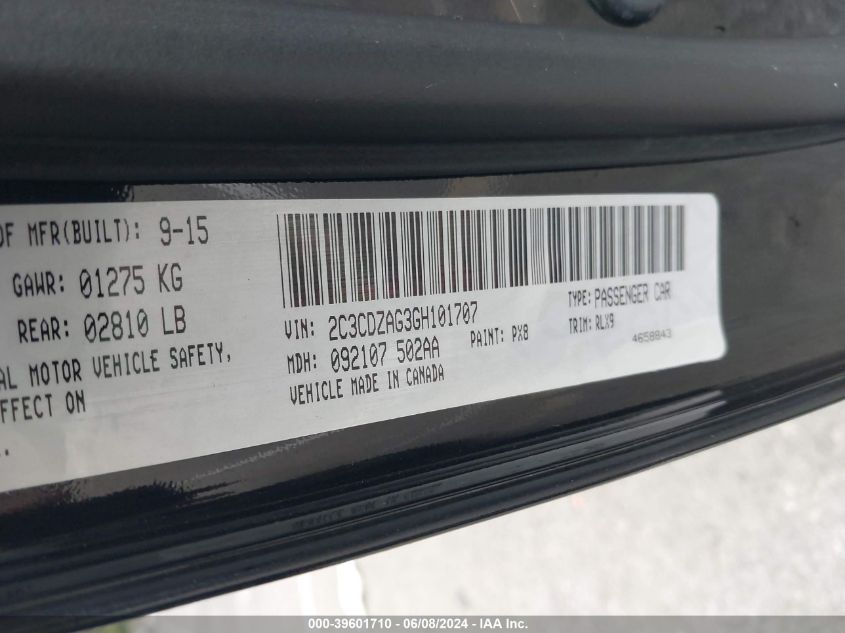 OF MFR(BUILT): 9-15
GAWR: 01275 KG
REAR: 02810 LB
AL MOTOR VEHICLE SAFETY,
EFFECT ON
VIN: 2C3CDZAG3GH101707
TYPE: PASSENGER CAR
MDH: 092107 502AA
PAINT: PX8
TRIM: RLX9
VEHICLE MADE IN CANADA
4658843
000-39601710 - 06/08/2024 - IAA Inc.